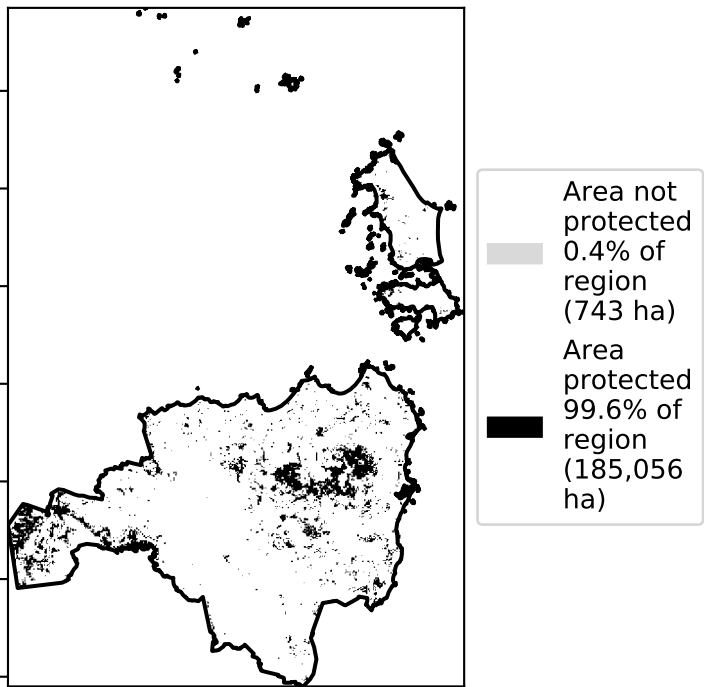 Area not
protected
0.4% of
region
(743 ha)
Area
protected
99.6% of
region
(185,056
ha)